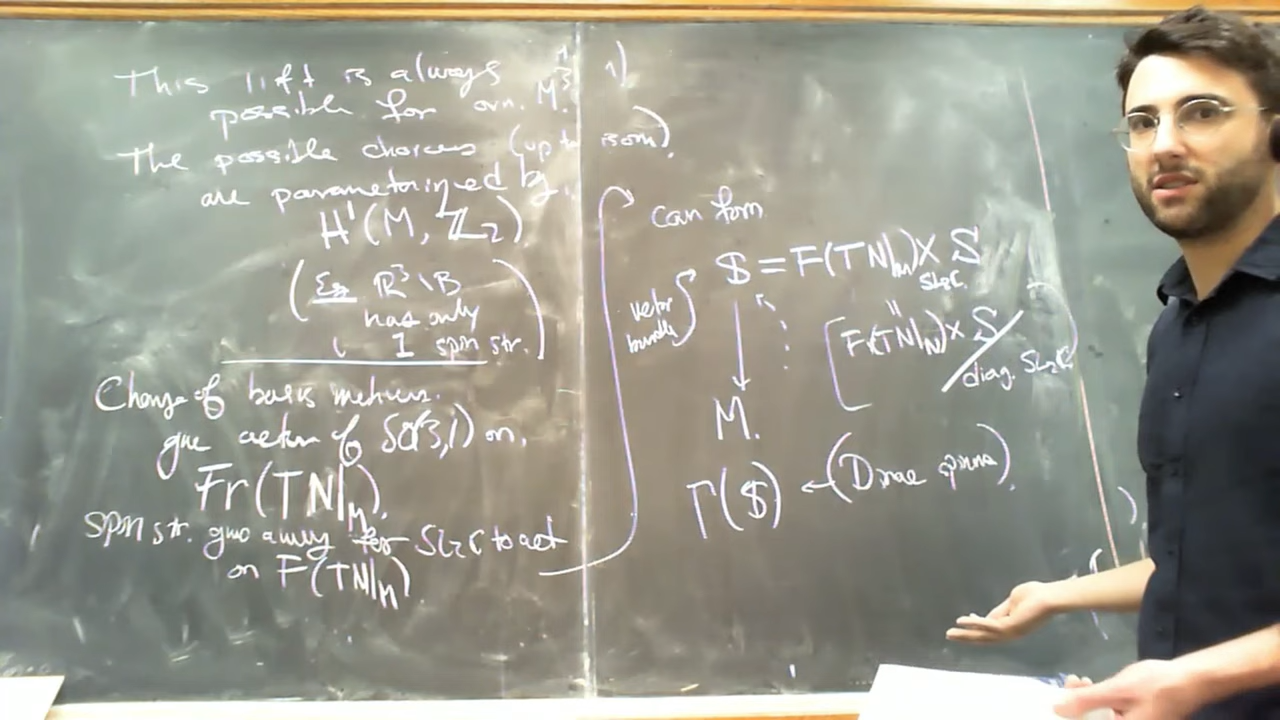 This lift is always
possible for ori. M³.
The possible choices (up to isom).
are parametrized by.
H¹(M, ℤ₂)
(Ex ℝ³\B
has only
1 spin str.)
Change of basis matrices.
give action of SO(3,1) on.
Fr(TN|_M).
spin str. gives a way for SL₂ℂ to act
on F(TN|_M)
can form
vector
bundle
$ = F(TN|_M) × S
SL₂ℂ.
[F(TN|_N) × S /
diag. SL₂ℂ
M.
Γ($) ← (Dirac spinors).